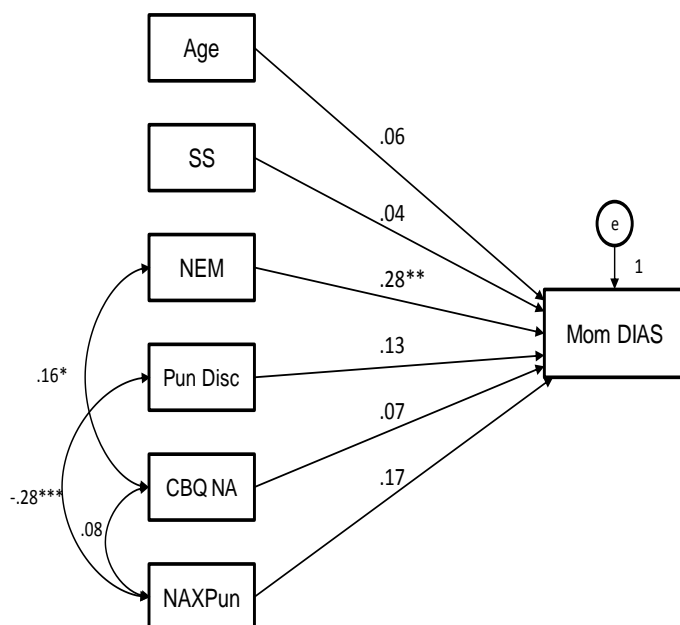 Age
.06
SS
.04
e
1
NEM
.28**
Mom DIAS
.13
Pun Disc
.16*
.07
CBQ NA
.17
-.28***
.08
NAXPun